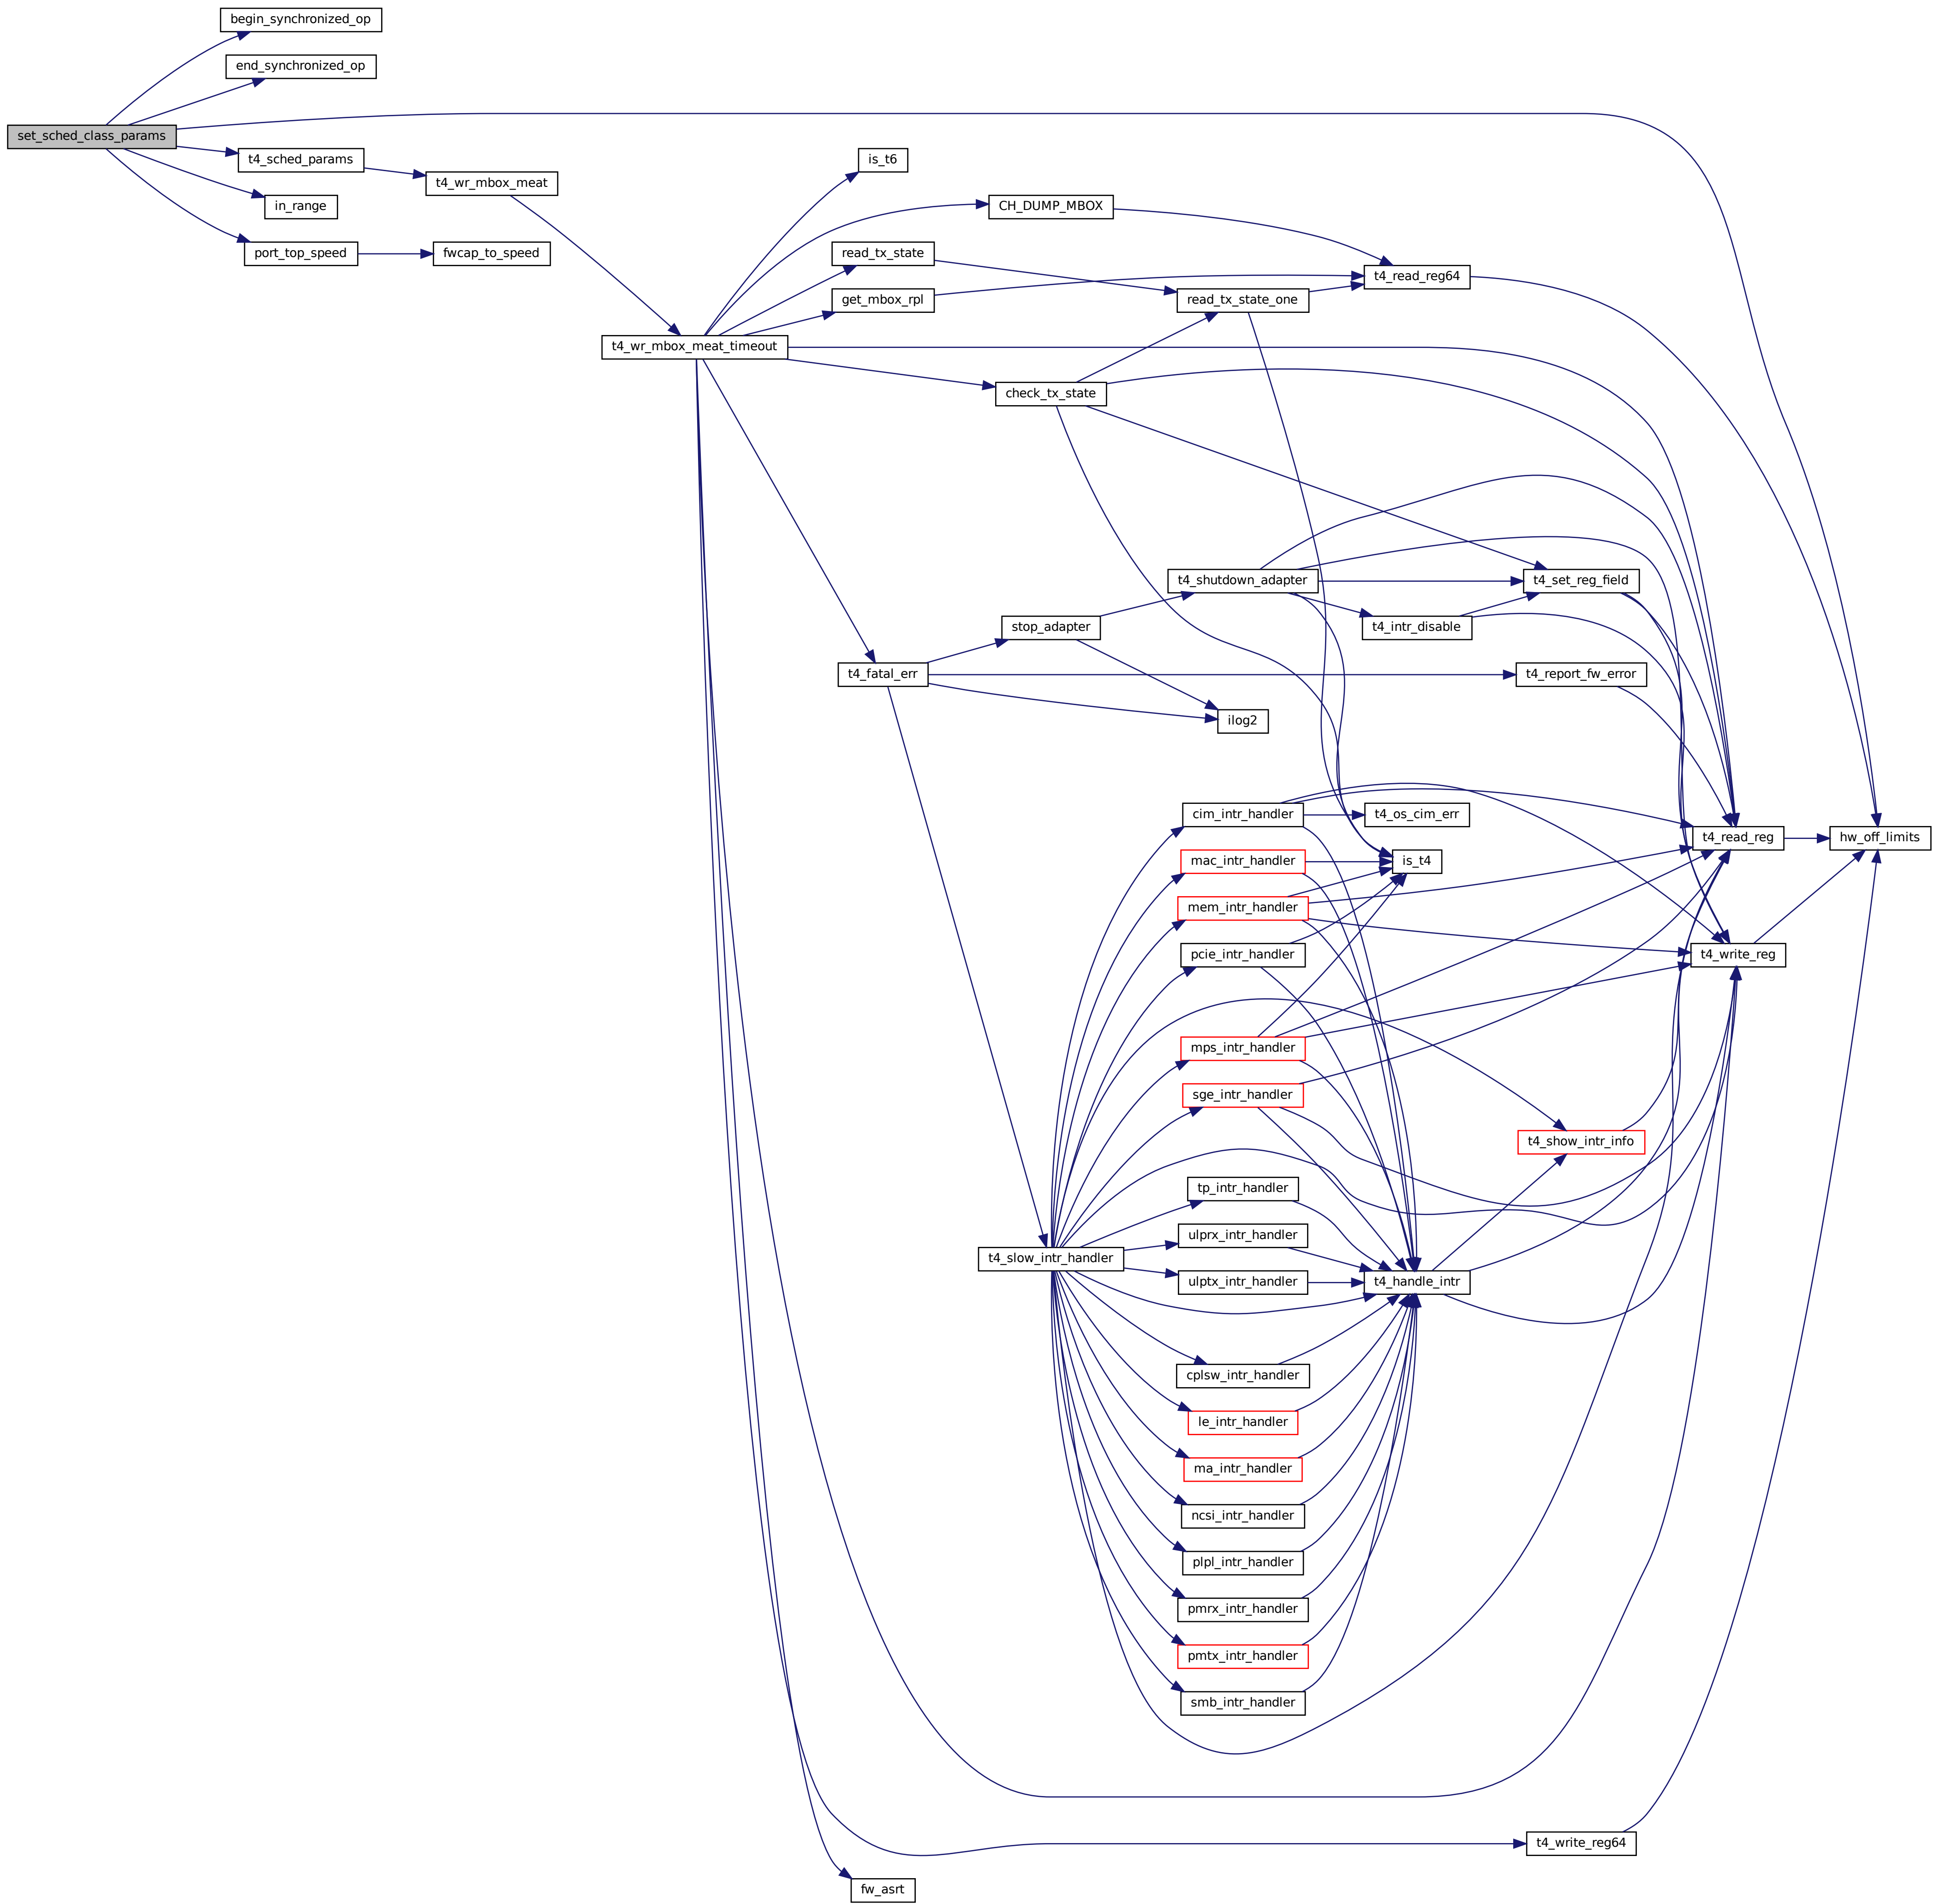 begin_synchronized_op
end_synchronized_op
set_sched_class_params
t4_sched_params
is_t6
t4_wr_mbox_meat
in_range
CH_DUMP_MBOX
port_top_speed
fwcap_to_speed
read_tx_state
t4_read_reg64
get_mbox_rpl
read_tx_state_one
t4_wr_mbox_meat_timeout
check_tx_state
t4_shutdown_adapter
t4_set_reg_field
stop_adapter
t4_intr_disable
t4_fatal_err
t4_report_fw_error
ilog2
cim_intr_handler
t4_os_cim_err
t4_read_reg
hw_off_limits
mac_intr_handler
is_t4
mem_intr_handler
pcie_intr_handler
t4_write_reg
mps_intr_handler
sge_intr_handler
t4_show_intr_info
tp_intr_handler
ulprx_intr_handler
t4_slow_intr_handler
ulptx_intr_handler
t4_handle_intr
cplsw_intr_handler
le_intr_handler
ma_intr_handler
ncsi_intr_handler
plpl_intr_handler
pmrx_intr_handler
pmtx_intr_handler
smb_intr_handler
t4_write_reg64
fw_asrt